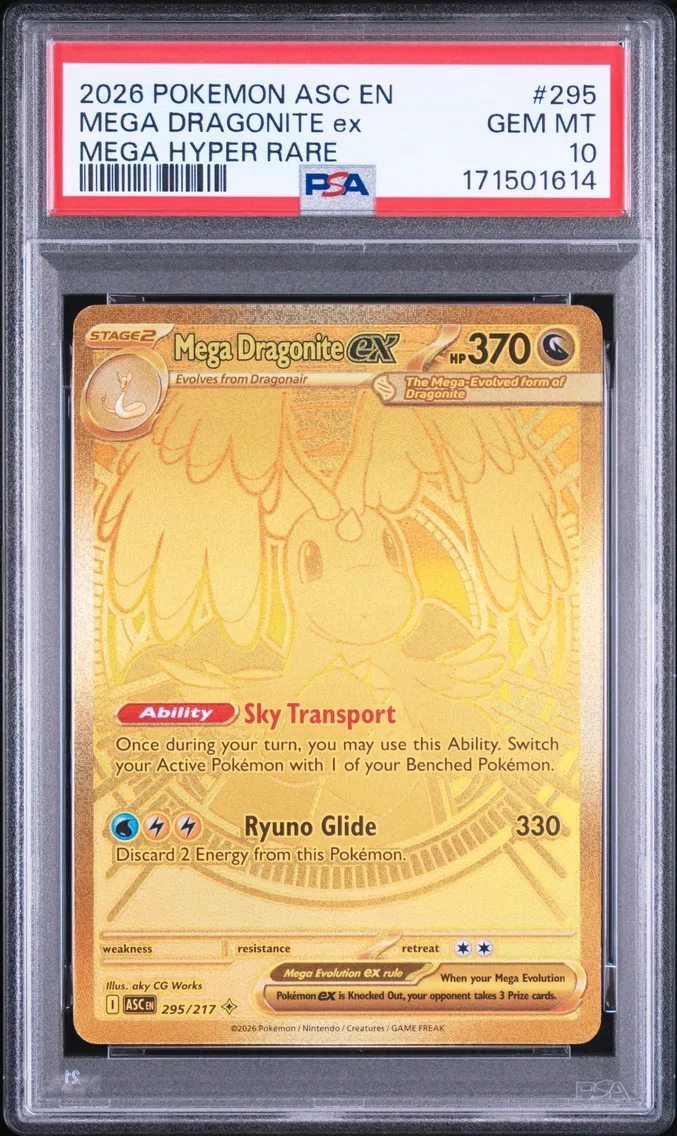 2026 POKEMON ASC EN #295
MEGA DRAGONITE ex GEM MT
MEGA HYPER RARE 10
PSA 171501614
STAGE2 Mega Dragonite ex HP 370
Evolves from Dragonair
The Mega-Evolved form of
Dragonite
Ability Sky Transport
Once during your turn, you may use this Ability. Switch
your Active Pokémon with 1 of your Benched Pokémon.
Ryuno Glide 330
Discard 2 Energy from this Pokémon.
weakness resistance retreat
Mega Evolution ex rule When your Mega Evolution
Pokémon ex is Knocked Out, your opponent takes 3 Prize cards.
Illus. aky CG Works
I ASC EN 295/217
©2026 Pokémon / Nintendo / Creatures / GAME FREAK
PSA